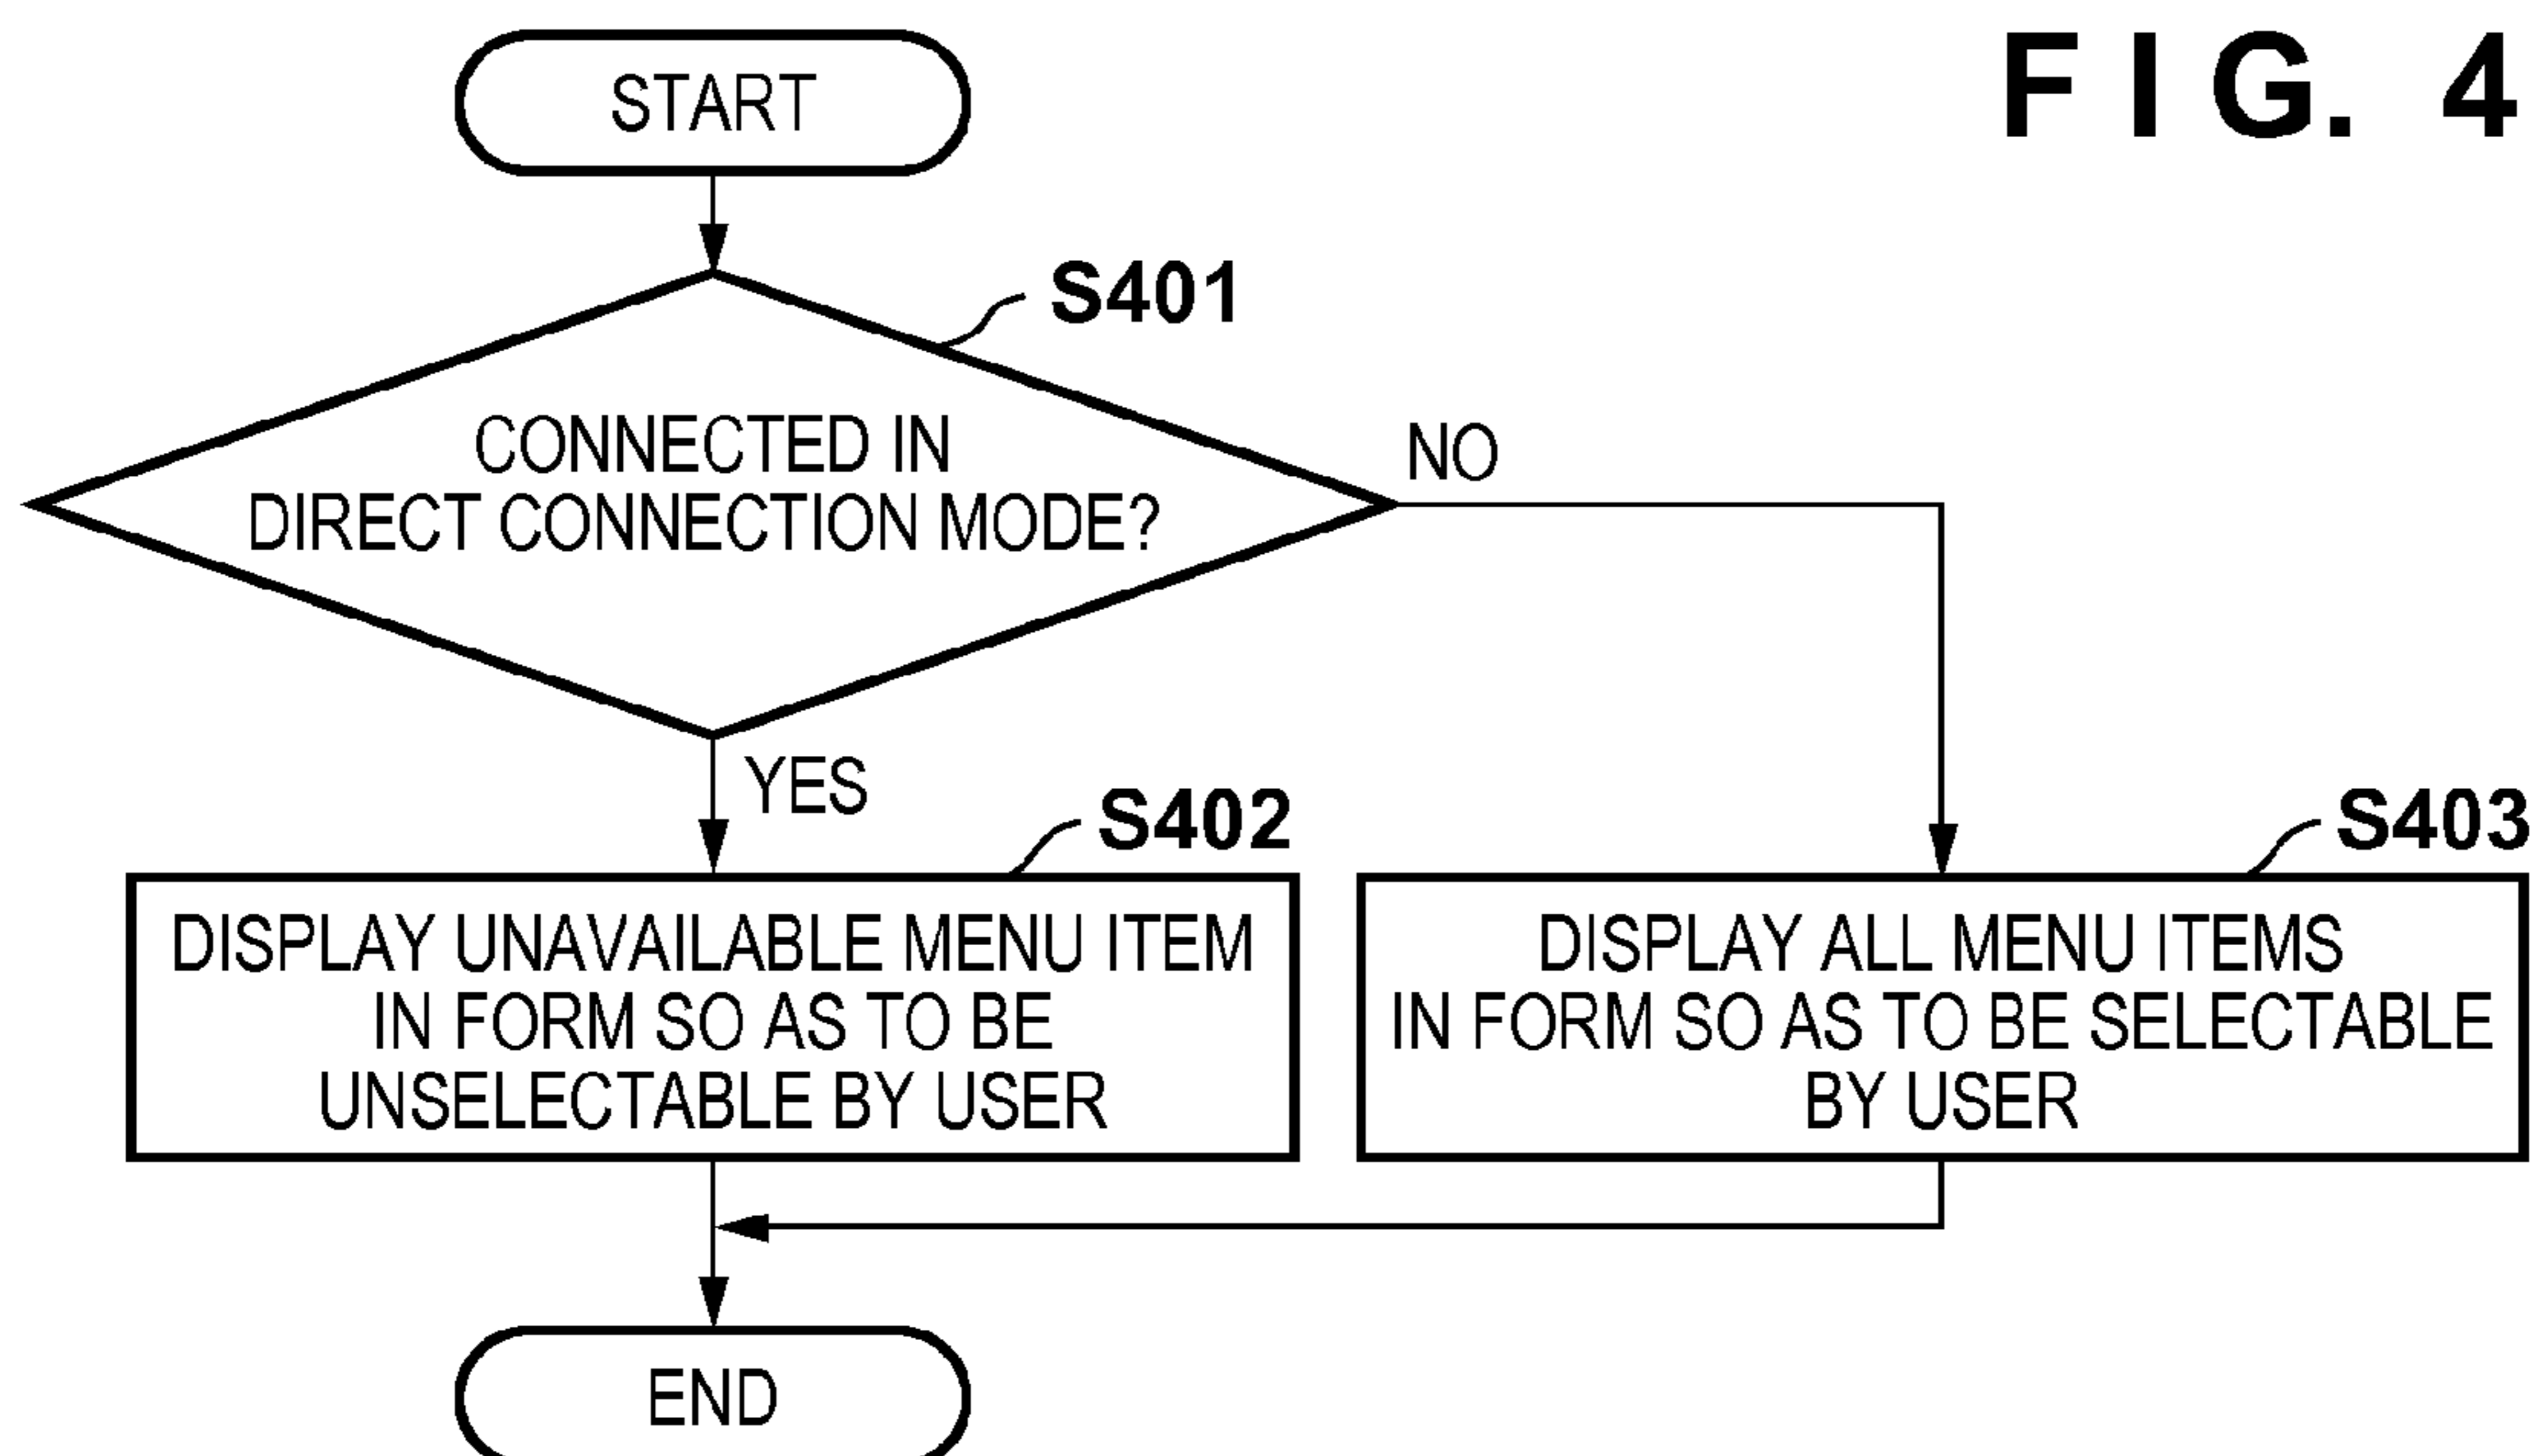 FIG. 4
START
S401
CONNECTED IN
DIRECT CONNECTION MODE?
NO
YES
S402
DISPLAY UNAVAILABLE MENU ITEM
IN FORM SO AS TO BE
UNSELECTABLE BY USER
S403
DISPLAY ALL MENU ITEMS
IN FORM SO AS TO BE SELECTABLE
BY USER
END